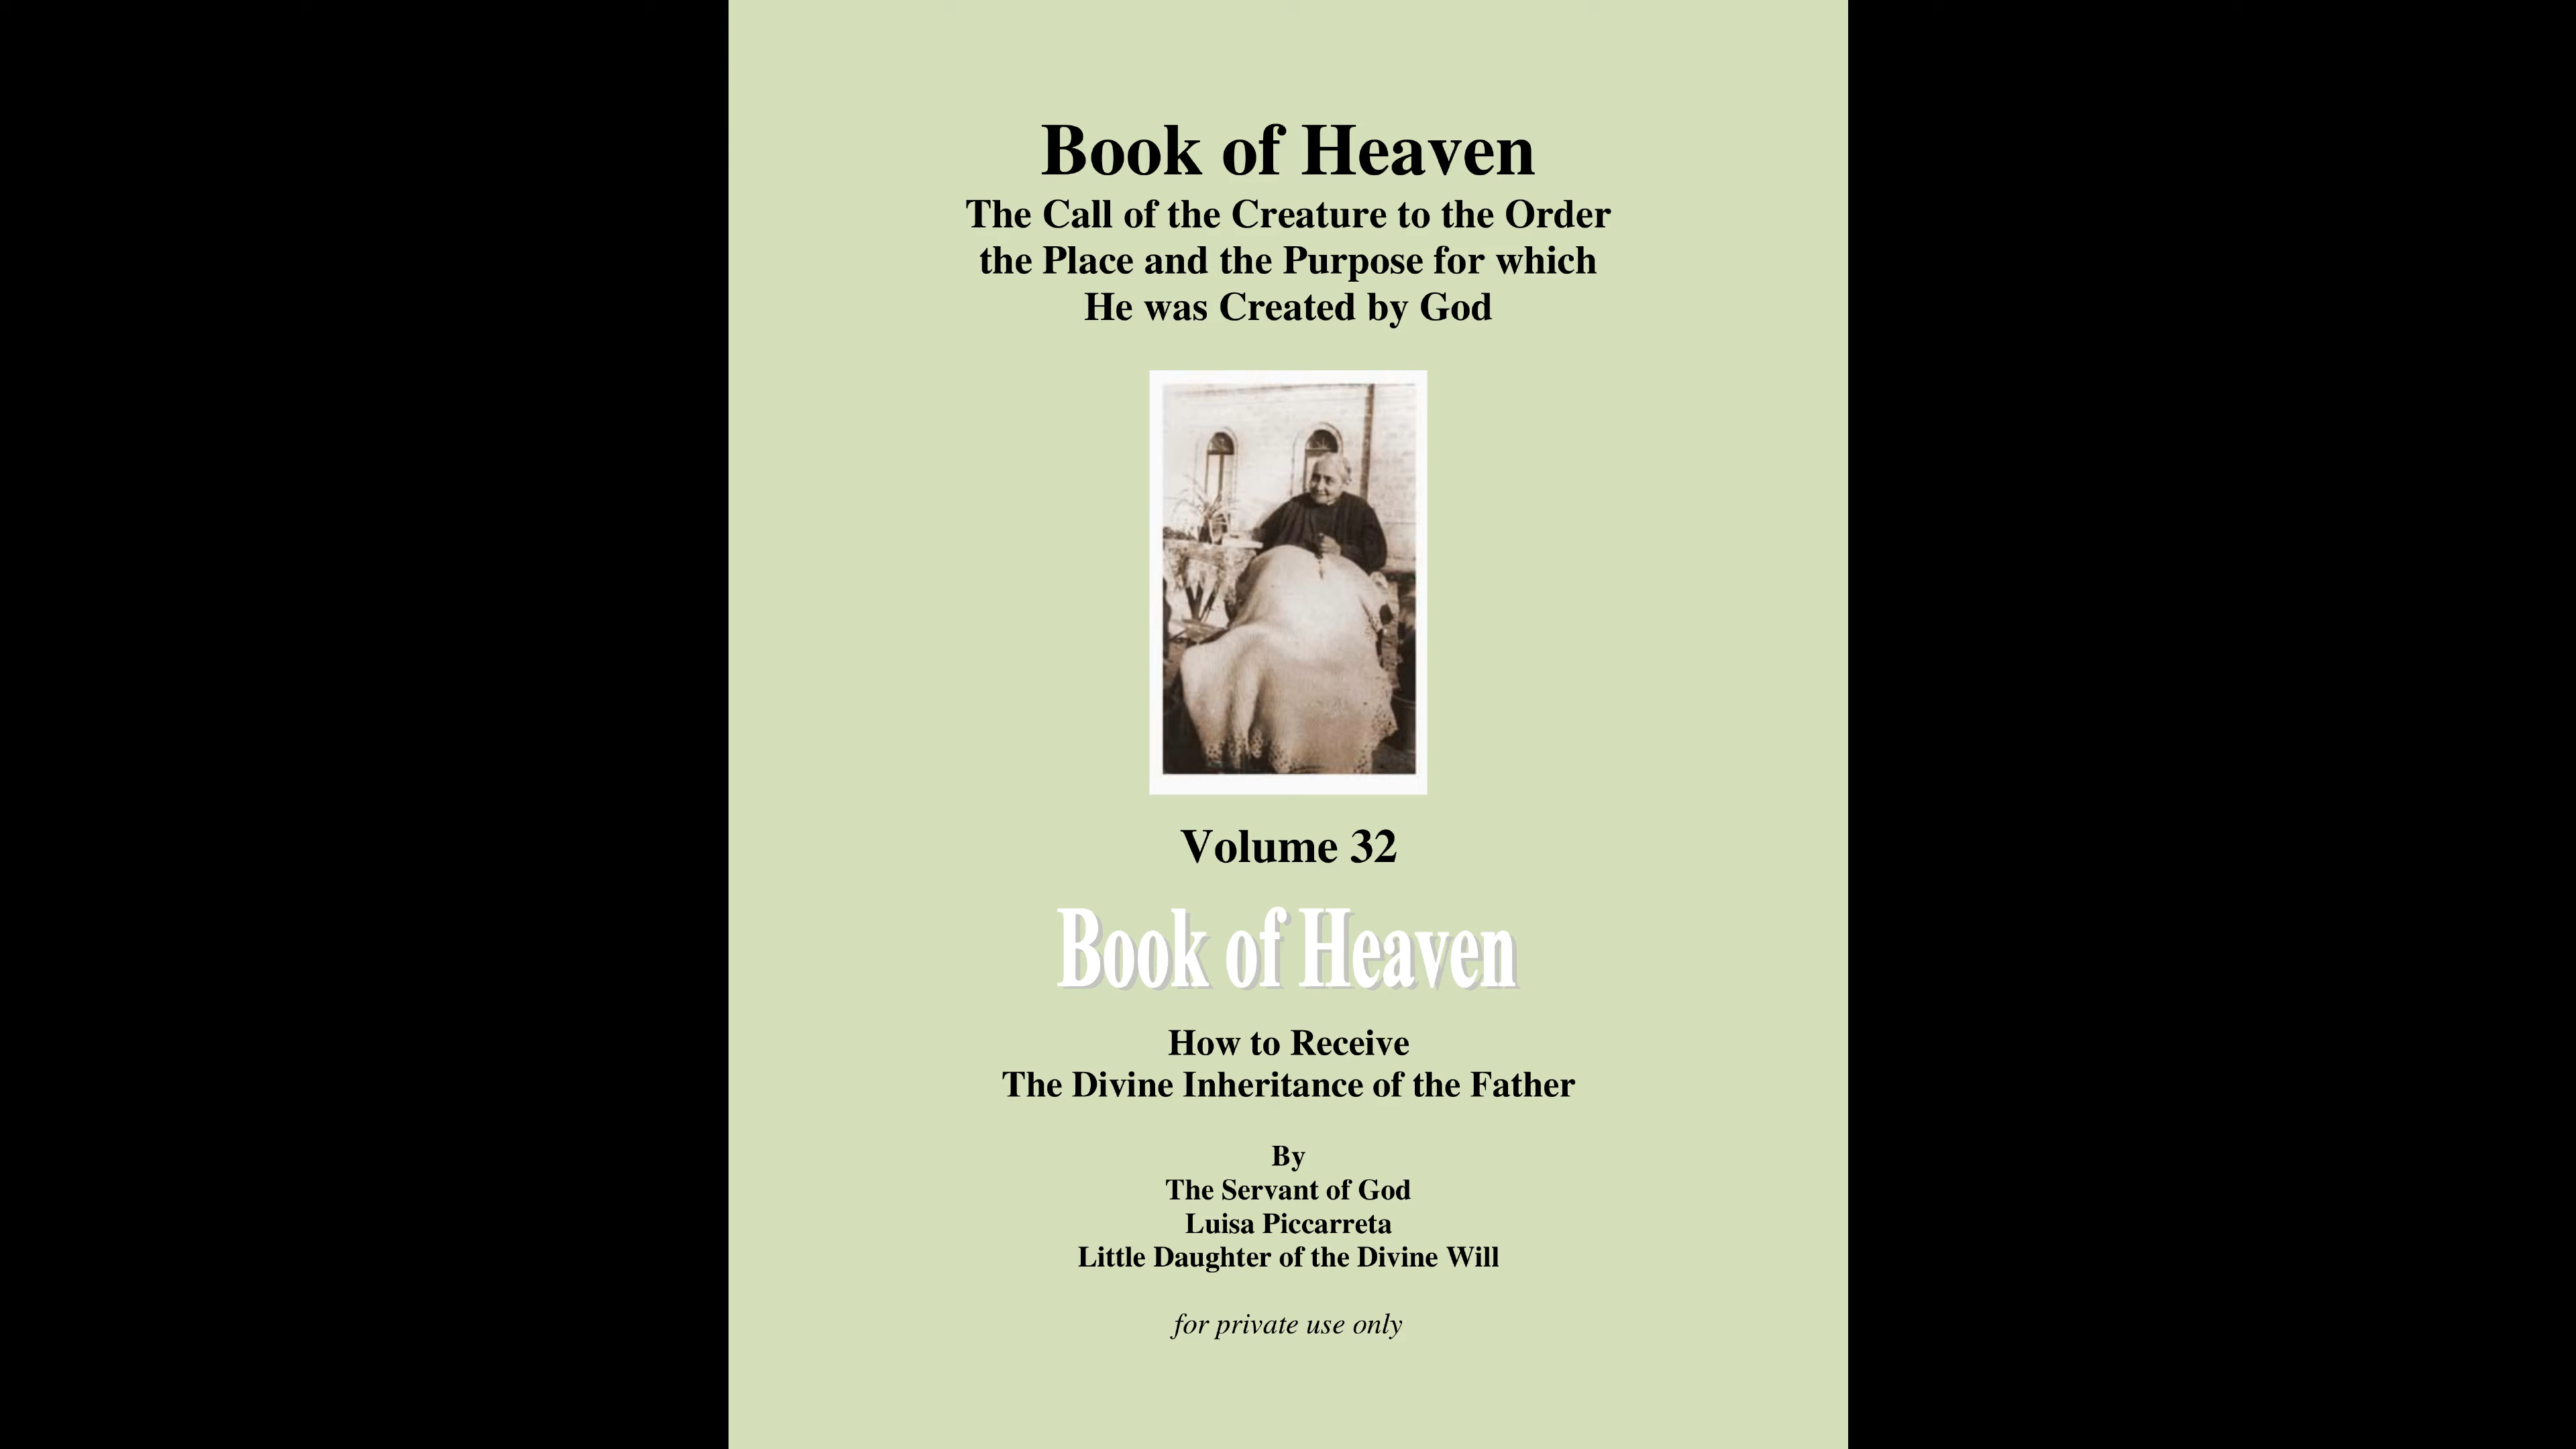 Book of Heaven
The Call of the Creature to the Order
the Place and the Purpose for which
He was Created by God
Volume 32
Book of Heaven
How to Receive
The Divine Inheritance of the Father
By
The Servant of God
Luisa Piccarreta
Little Daughter of the Divine Will
for private use only